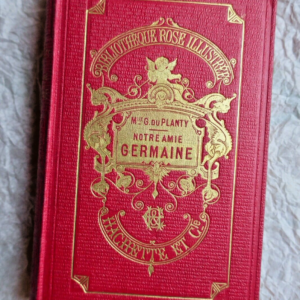 BIBLIOTHÈQUE ROSE ILLUSTRÉE
Mme G. DU PLANTY
NOTRE AMIE
GERMAINE
HACHETTE ET Cie